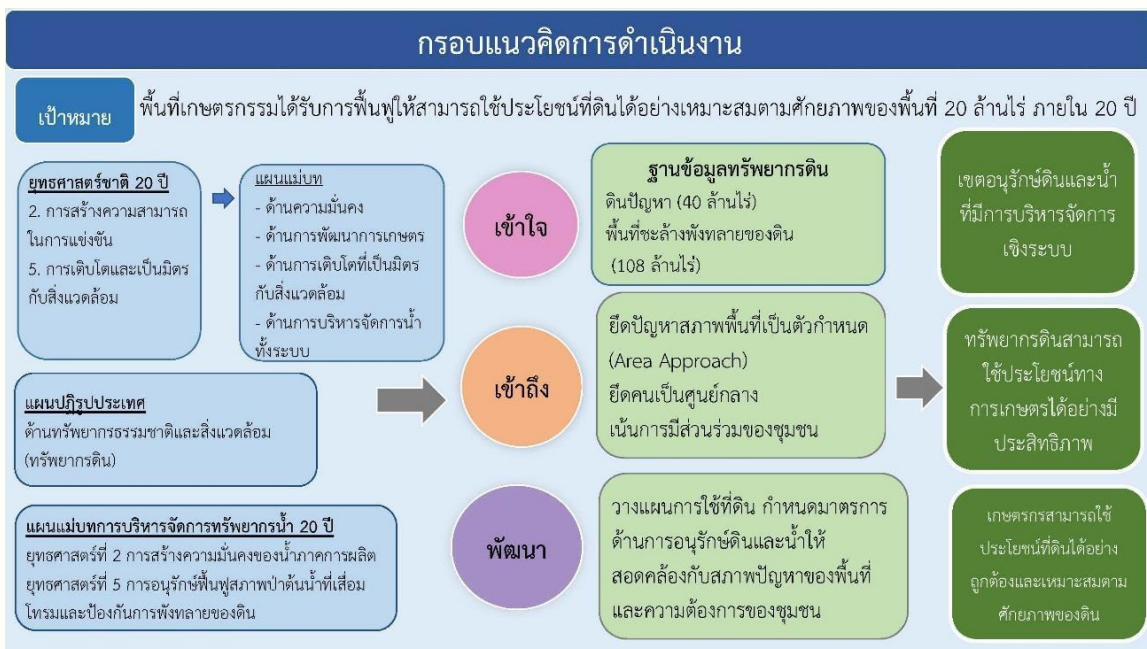 กรอบแนวคิดการดำเนินงาน
เป้าหมาย
พื้นที่เกษตรกรรมได้รับการฟื้นฟูให้สามารถใช้ประโยชน์ที่ดินได้อย่างเหมาะสมตามศักยภาพของพื้นที่ 20 ล้านไร่ ภายใน 20 ปี
ยุทธศาสตร์ชาติ 20 ปี
2. การสร้างความสามารถ
ในการแข่งขัน
5. การเติบโตและเป็นมิตร
กับสิ่งแวดล้อม
แผนแม่บท
- ด้านความมั่นคง
- ด้านการพัฒนาการเกษตร
- ด้านการเติบโตที่เป็นมิตร
กับสิ่งแวดล้อม
- ด้านการบริหารจัดการน้ำ
ทั้งระบบ
แผนปฏิรูปประเทศ
ด้านทรัพยากรธรรมชาติและสิ่งแวดล้อม
(ทรัพยากรดิน)
แผนแม่บทการบริหารจัดการทรัพยากรน้ำ 20 ปี
ยุทธศาสตร์ที่ 2 การสร้างความมั่นคงของน้ำภาคการผลิต
ยุทธศาสตร์ที่ 5 การอนุรักษ์ฟื้นฟูสภาพป่าต้นน้ำที่เสื่อม
โทรมและป้องกันการพังทลายของดิน
เข้าใจ
ฐานข้อมูลทรัพยากรดิน
ดินปัญหา (40 ล้านไร่)
พื้นที่ชะล้างพังทลายของดิน
(108 ล้านไร่)
เข้าถึง
ยึดปัญหาสภาพพื้นที่เป็นตัวกำหนด
(Area Approach)
ยึดคนเป็นศูนย์กลาง
เน้นการมีส่วนร่วมของชุมชน
พัฒนา
วางแผนการใช้ที่ดิน กำหนดมาตรการ
ด้านการอนุรักษ์ดินและน้ำให้
สอดคล้องกับสภาพปัญหาของพื้นที่
และความต้องการของชุมชน
เขตอนุรักษ์ดินและน้ำ
ที่มีการบริหารจัดการ
เชิงระบบ
ทรัพยากรดินสามารถ
ใช้ประโยชน์ทาง
การเกษตรได้อย่างมี
ประสิทธิภาพ
เกษตรกรสามารถใช้
ประโยชน์ที่ดินได้อย่าง
ถูกต้องและเหมาะสมตาม
ศักยภาพของดิน